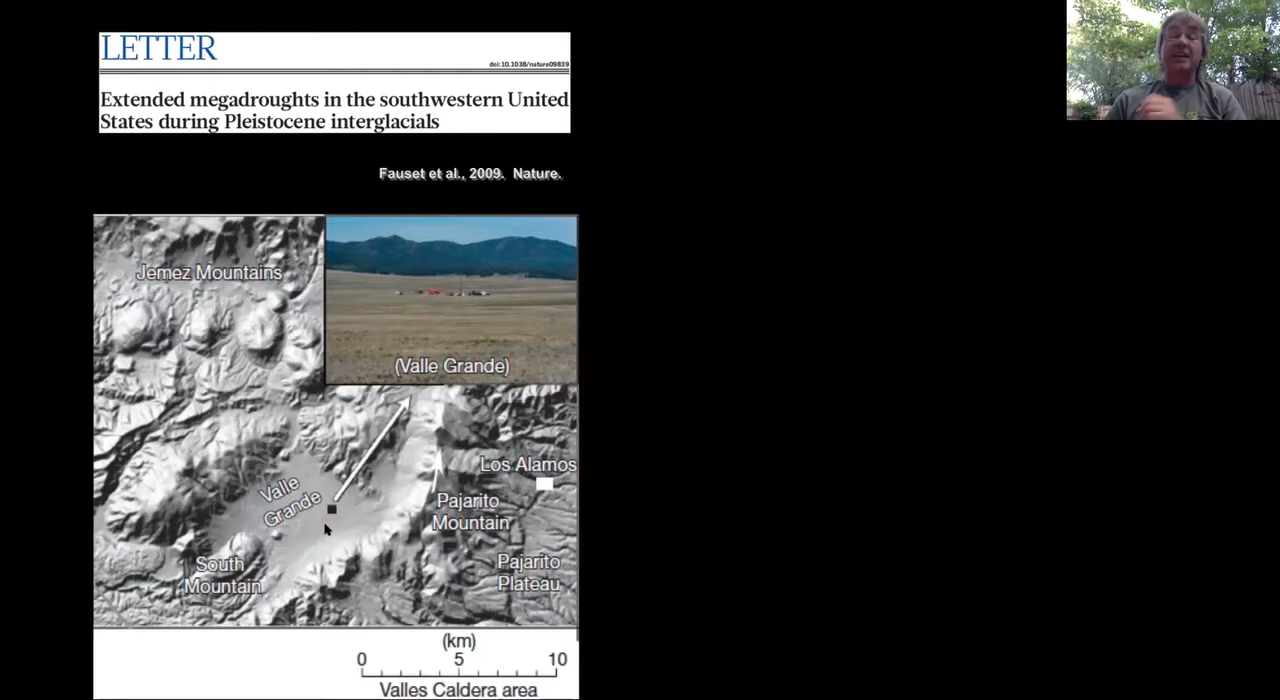 LETTER
doi:10.1038/nature09839
Extended megadroughts in the southwestern United
States during Pleistocene interglacials
Fauset et al., 2009. Nature.
Jemez Mountains
(Valle Grande)
Los Alamos
Valle
Grande
Pajarito
Mountain
South
Mountain
Pajarito
Plateau
(km)
0 5 10
Valles Caldera area